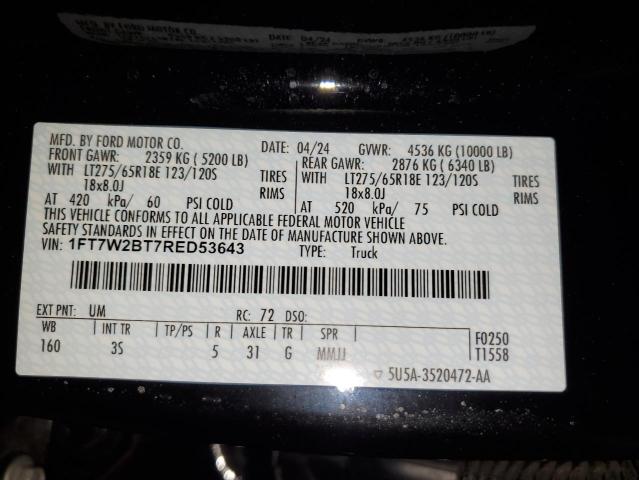 MFD. BY FORD MOTOR CO.
MFD. BY FORD MOTOR CO. DATE: 04/24 GVWR: 4536 KG (10000 LB)
FRONT GAWR: 2359 KG ( 5200 LB) REAR GAWR: 2876 KG ( 6340 LB)
WITH LT275/65R18E 123/120S TIRES WITH LT275/65R18E 123/120S TIRES
18x8.0J RIMS 18x8.0J RIMS
AT 420 kPa/ 60 PSI COLD AT 520 kPa/ 75 PSI COLD
THIS VEHICLE CONFORMS TO ALL APPLICABLE FEDERAL MOTOR VEHICLE
SAFETY STANDARDS IN EFFECT ON THE DATE OF MANUFACTURE SHOWN ABOVE.
VIN: 1FT7W2BT7RED53643 TYPE: Truck
EXT PNT: UM RC: 72 DSO:
WB INT TR TP/PS R AXLE TR SPR F0250
160 3S 5 31 G MMJJ T1558
5U5A-3520472-AA